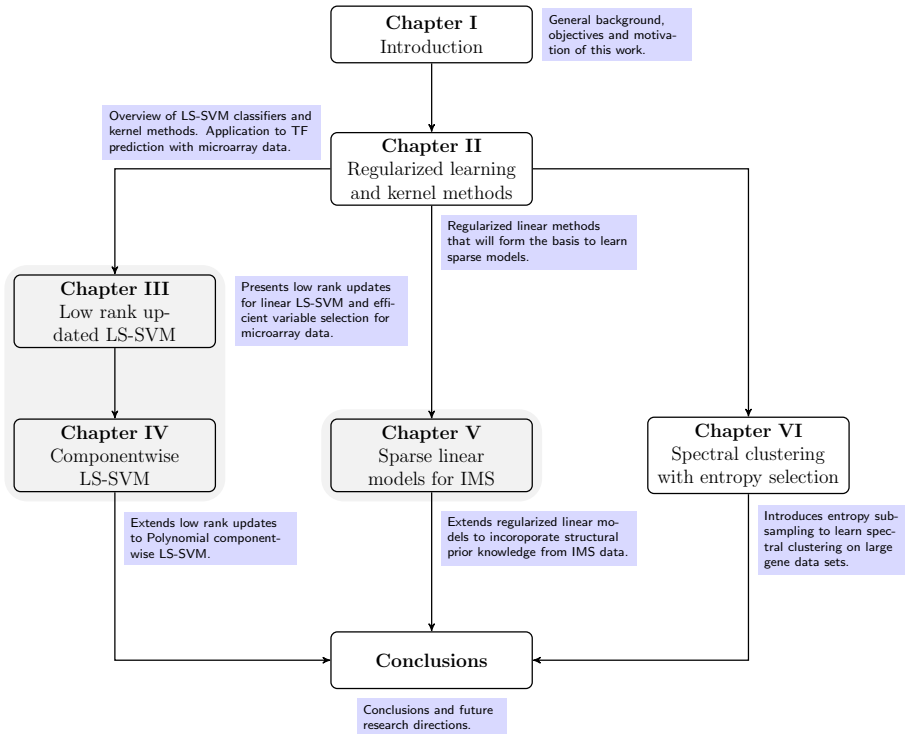 Chapter I
Introduction
General background,
objectives and motiva-
tion of this work.
Overview of LS-SVM classifiers and
kernel methods. Application to TF
prediction with microarray data.
Chapter II
Regularized learning
and kernel methods
Regularized linear methods
that will form the basis to learn
sparse models.
Chapter III
Low rank up-
dated LS-SVM
Presents low rank updates
for linear LS-SVM and effi-
cient variable selection for
microarray data.
Chapter IV
Componentwise
LS-SVM
Chapter V
Sparse linear
models for IMS
Chapter VI
Spectral clustering
with entropy selection
Extends low rank updates
to Polynomial component-
wise LS-SVM.
Extends regularized linear mo-
dels to incoroporate structural
prior knowledge from IMS data.
Introduces entropy sub-
sampling to learn spec-
tral clustering on large
gene data sets.
Conclusions
Conclusions and future
research directions.